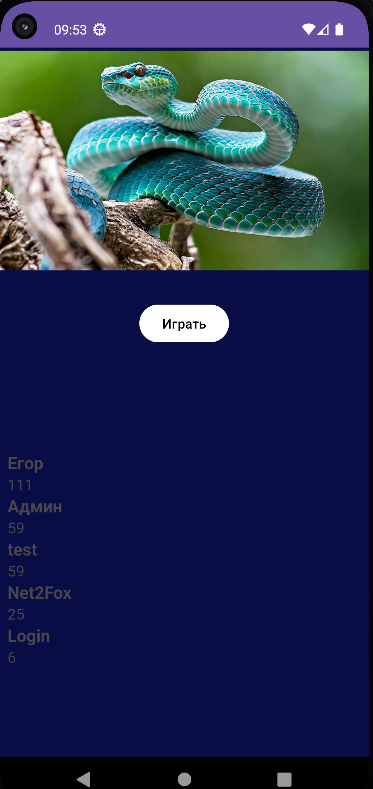 09:53
Играть
Егор
111
Админ
59
test
59
Net2Fox
25
Login
6